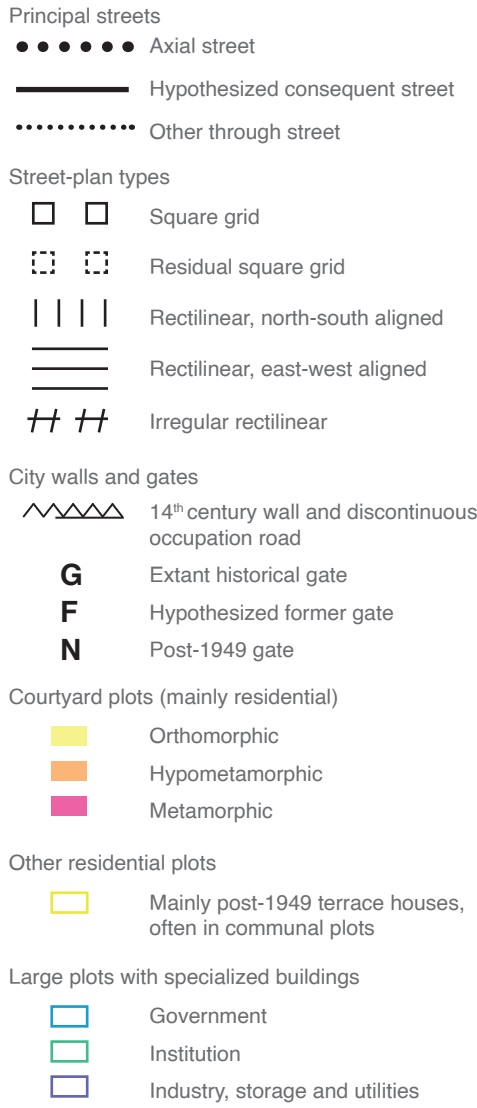 Principal streets
Axial street
Hypothesized consequent street
Other through street
Street-plan types
Square grid
Residual square grid
Rectilinear, north-south aligned
Rectilinear, east-west aligned
Irregular rectilinear
City walls and gates
14th century wall and discontinuous
occupation road
G Extant historical gate
F Hypothesized former gate
N Post-1949 gate
Courtyard plots (mainly residential)
Orthomorphic
Hypometamorphic
Metamorphic
Other residential plots
Mainly post-1949 terrace houses,
often in communal plots
Large plots with specialized buildings
Government
Institution
Industry, storage and utilities